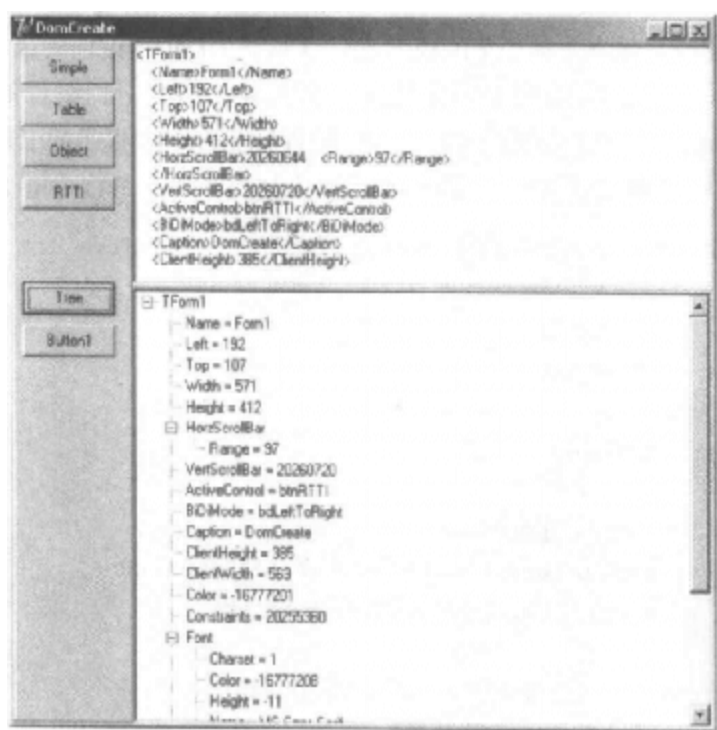 DomCreate
Simple
Table
Object
RTTI
Tree
Button1
<TForm1>
<Name>Form1</Name>
<Left>192</Left>
<Top>107</Top>
<Width>571</Width>
<Height>412</Height>
<HorzScrollBar>20260644 <Range>97</Range>
</HorzScrollBar>
<VertScrollBar>20260720</VertScrollBar>
<ActiveControl>btnRTTI</ActiveControl>
<BiDiMode>bdLeftToRight</BiDiMode>
<Caption>DomCreate</Caption>
<ClientHeight>385</ClientHeight>
TForm1
Name = Form1
Left = 192
Top = 107
Width = 571
Height = 412
HorzScrollBar
Range = 97
VertScrollBar = 20260720
ActiveControl = btnRTTI
BiDiMode = bdLeftToRight
Caption = DomCreate
ClientHeight = 385
ClientWidth = 563
Color = -16777201
Constraints = 20255360
Font
Charset = 1
Color = -16777208
Height = -11
Name = MS Sans Serif